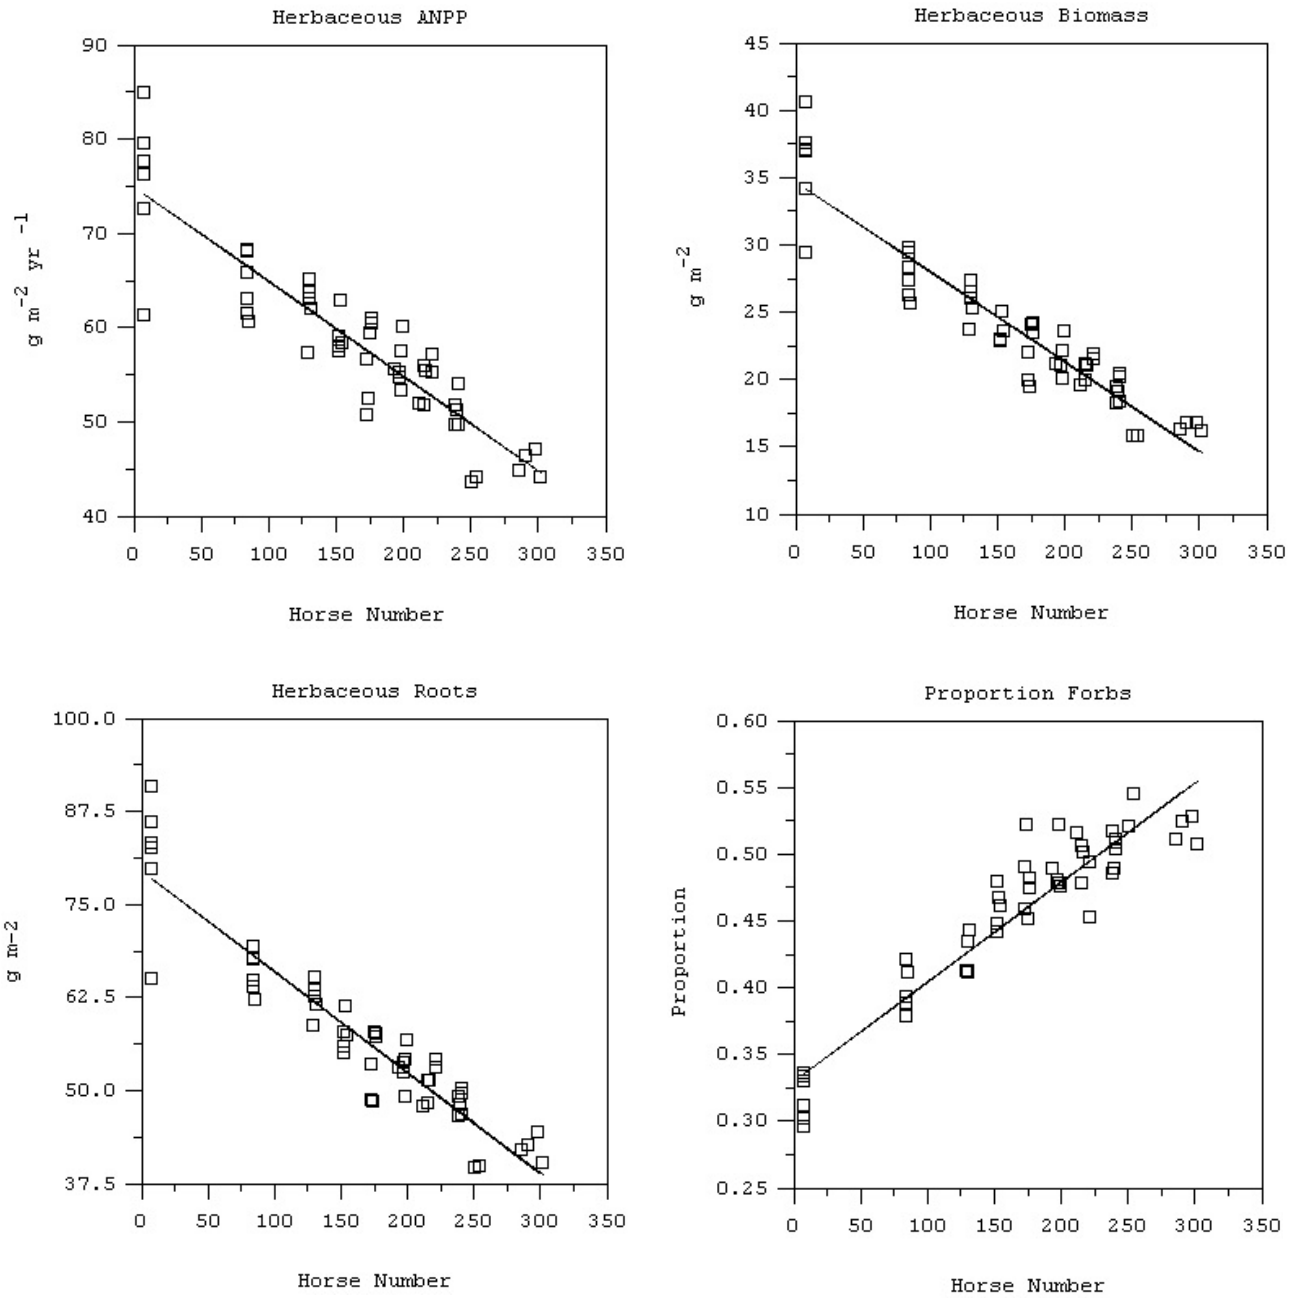 Herbaceous ANPP
90
80
70
60
50
40
g m-2 yr -1
0 50 100 150 200 250 300 350
Horse Number
Herbaceous Biomass
45
40
35
30
25
20
15
10
g m-2
0 50 100 150 200 250 300 350
Horse Number
Herbaceous Roots
100.0
87.5
75.0
62.5
50.0
37.5
g m-2
0 50 100 150 200 250 300 350
Horse Number
Proportion Forbs
0.60
0.55
0.50
0.45
0.40
0.35
0.30
0.25
Proportion
0 50 100 150 200 250 300 350
Horse Number